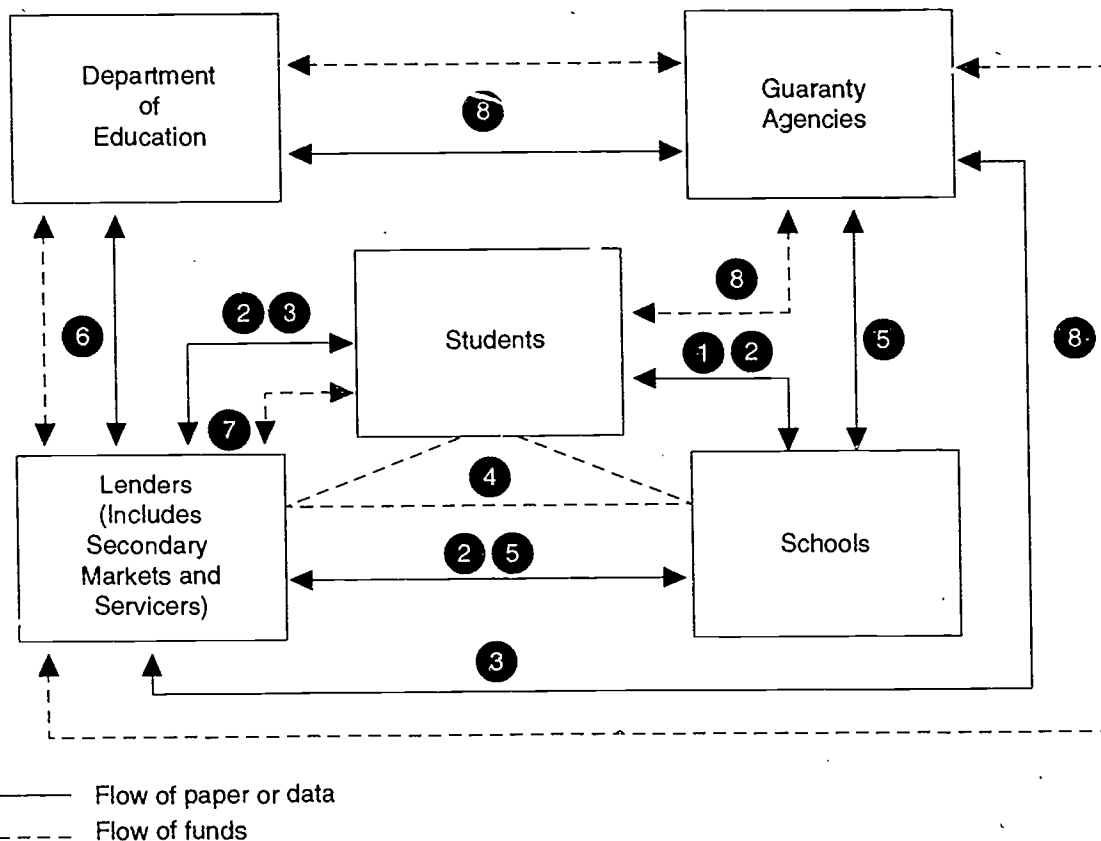 Department
of
Education
Guaranty
Agencies
8
8
2 3
Students
6
1 2
5
8
7
4
Lenders
(Includes
Secondary
Markets and
Servicers)
Schools
2 5
3
Flow of paper or data
Flow of funds